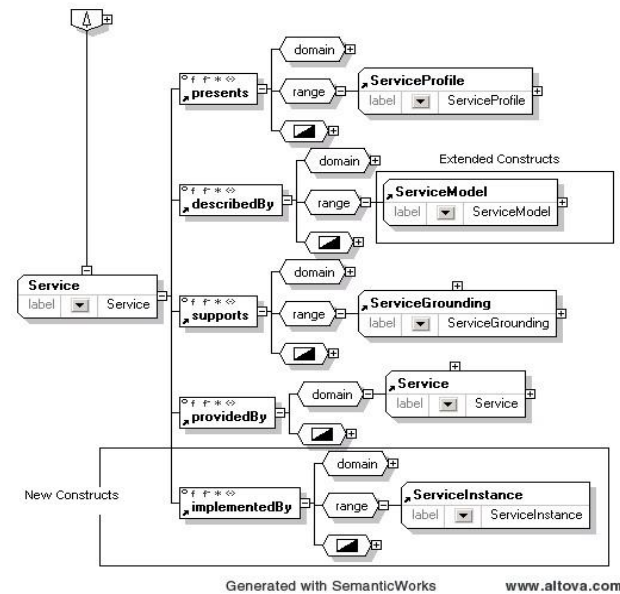 domain
presents
range
ServiceProfile
label ServiceProfile
domain
Extended Constructs
describedBy
range
ServiceModel
label ServiceModel
domain
Service
label Service
supports
range
ServiceGrounding
label ServiceGrounding
providedBy
domain
Service
label Service
New Constructs
domain
implementedBy
range
ServiceInstance
label ServiceInstance
Generated with SemanticWorks www.altova.com